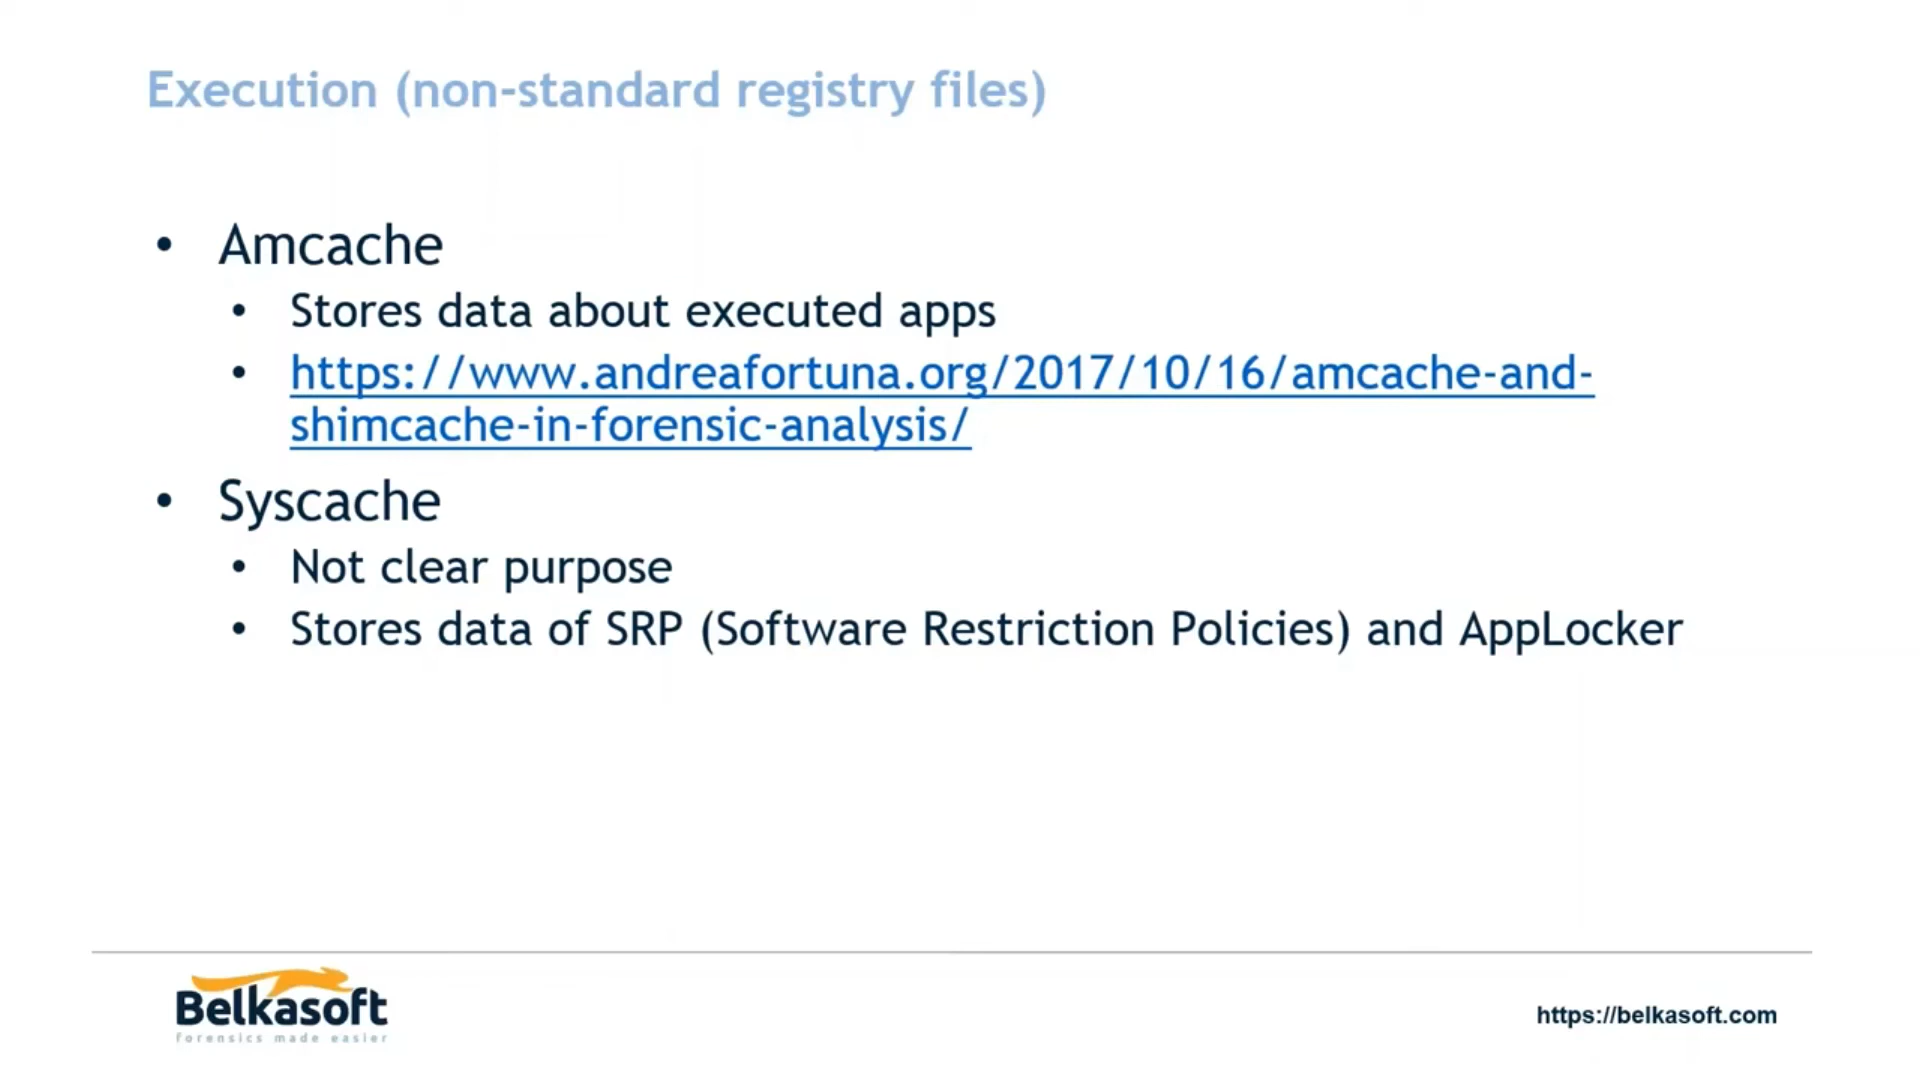 Execution (non-standard registry files)
• Amcache
• Stores data about executed apps
• https://www.andreafortuna.org/2017/10/16/amcache-and-
shimcache-in-forensic-analysis/
• Syscache
• Not clear purpose
• Stores data of SRP (Software Restriction Policies) and AppLocker
Belkasoft
forensics made easier
https://belkasoft.com